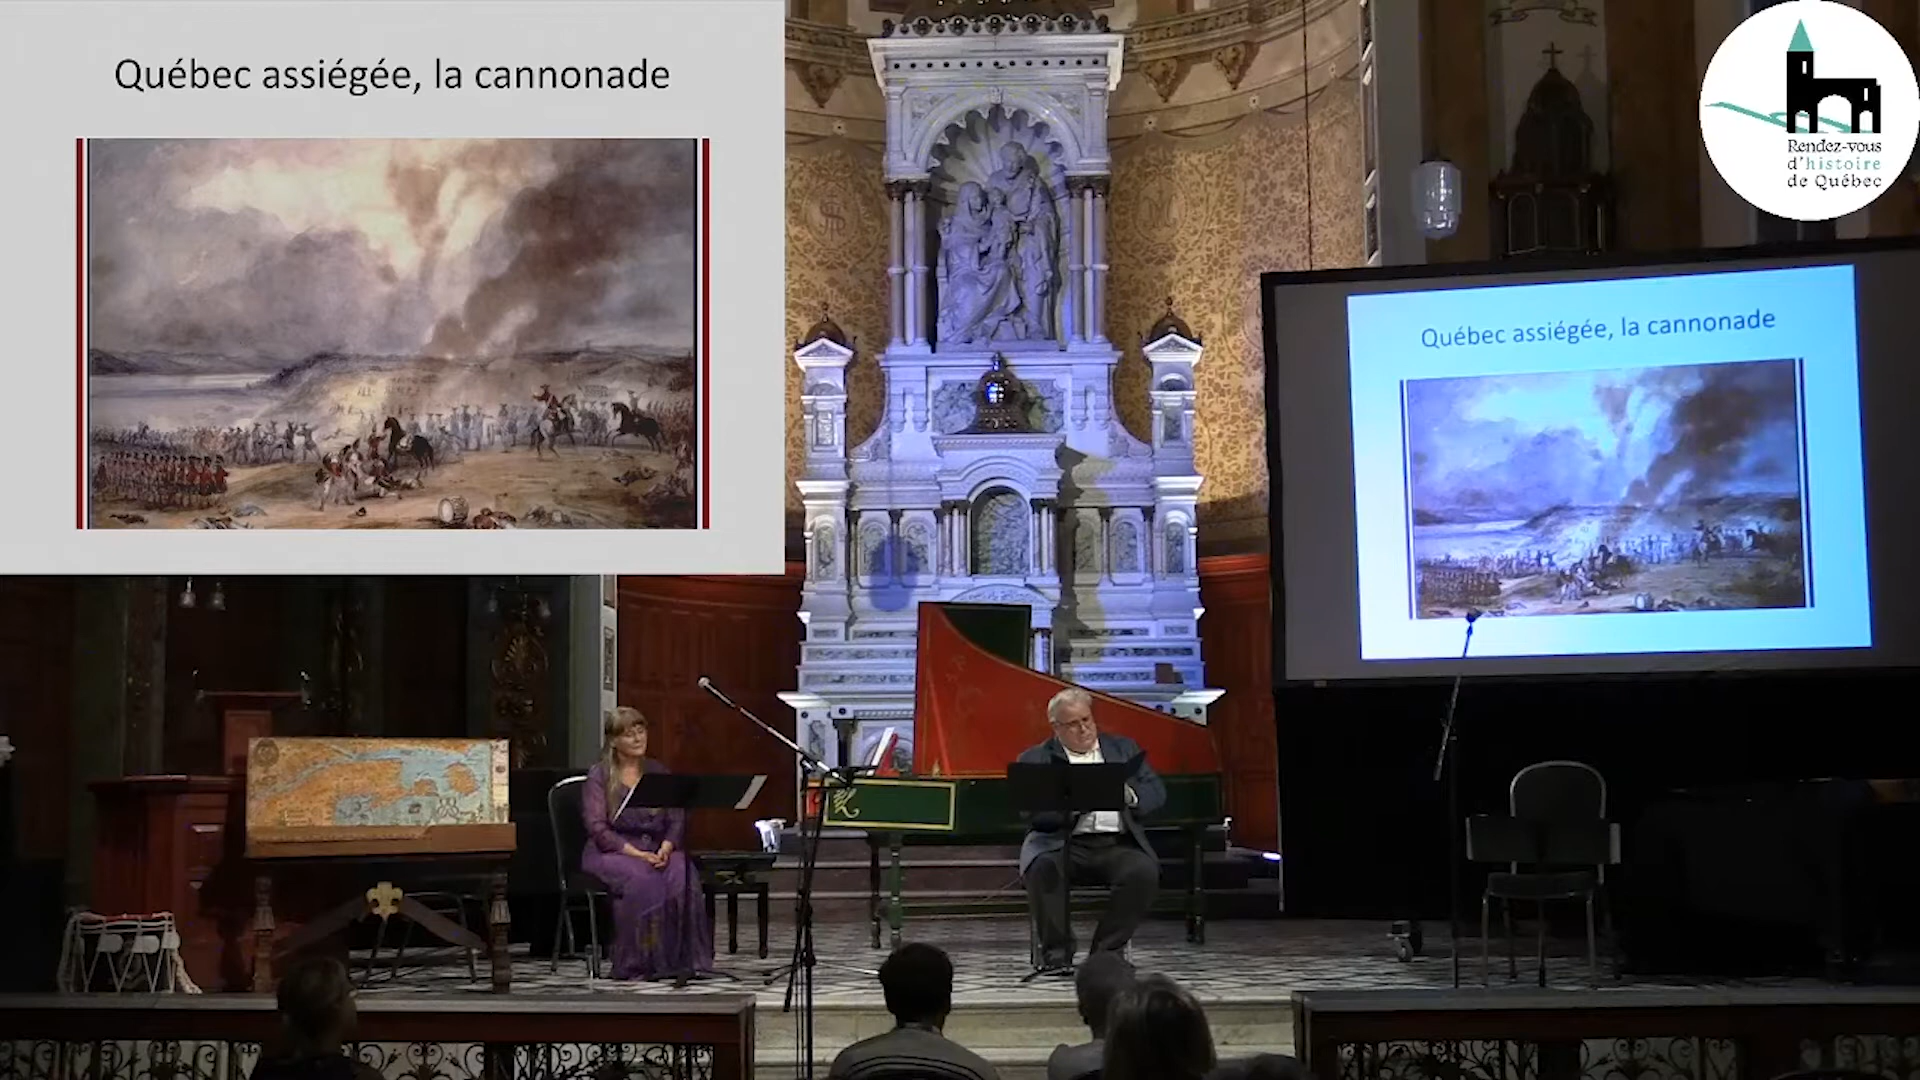 Québec assiégée, la cannonade
Rendez-vous
d'histoire
de Québec
Québec assiégée, la cannonade